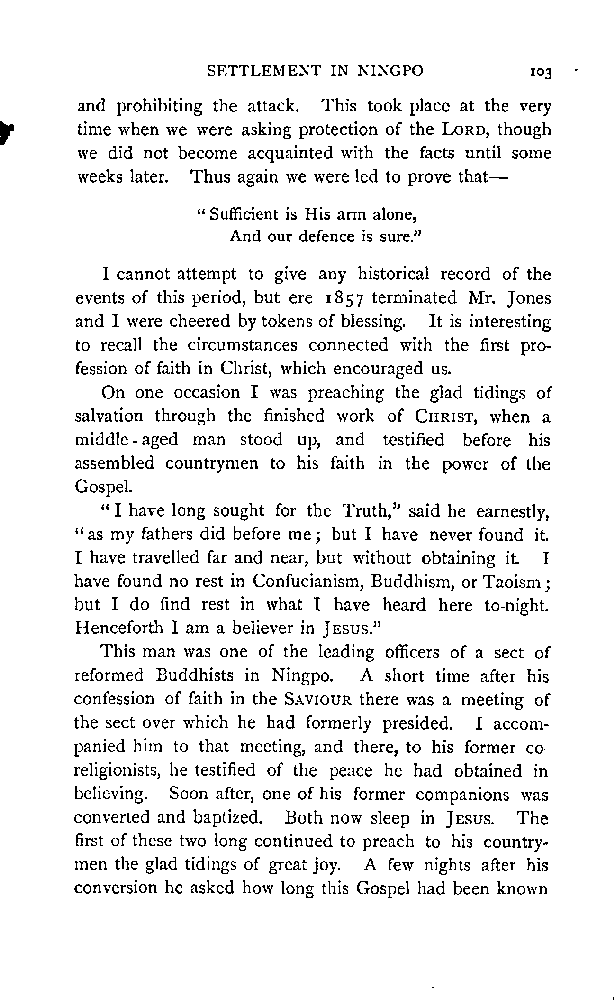 SETTLEMENT IN NINGPO 103
and prohibiting the attack. This took place at the very
time when we were asking protection of the LORD, though
we did not become acquainted with the facts until some
weeks later. Thus again we were led to prove that—
“Sufficient is His arm alone,
And our defence is sure.”
I cannot attempt to give any historical record of the
events of this period, but ere 1857 terminated Mr. Jones
and I were cheered by tokens of blessing. It is interesting
to recall the circumstances connected with the first pro-
fession of faith in Christ, which encouraged us.
On one occasion I was preaching the glad tidings of
salvation through the finished work of CHRIST, when a
middle-aged man stood up, and testified before his
assembled countrymen to his faith in the power of the
Gospel.
“I have long sought for the Truth,” said he earnestly,
“as my fathers did before me; but I have never found it.
I have travelled far and near, but without obtaining it. I
have found no rest in Confucianism, Buddhism, or Taoism;
but I do find rest in what I have heard here to-night.
Henceforth I am a believer in JESUS.”
This man was one of the leading officers of a sect of
reformed Buddhists in Ningpo. A short time after his
confession of faith in the SAVIOUR there was a meeting of
the sect over which he had formerly presided. I accom-
panied him to that meeting, and there, to his former co-
religionists, he testified of the peace he had obtained in
believing. Soon after, one of his former companions was
converted and baptized. Both now sleep in JESUS. The
first of these two long continued to preach to his country-
men the glad tidings of great joy. A few nights after his
conversion he asked how long this Gospel had been known